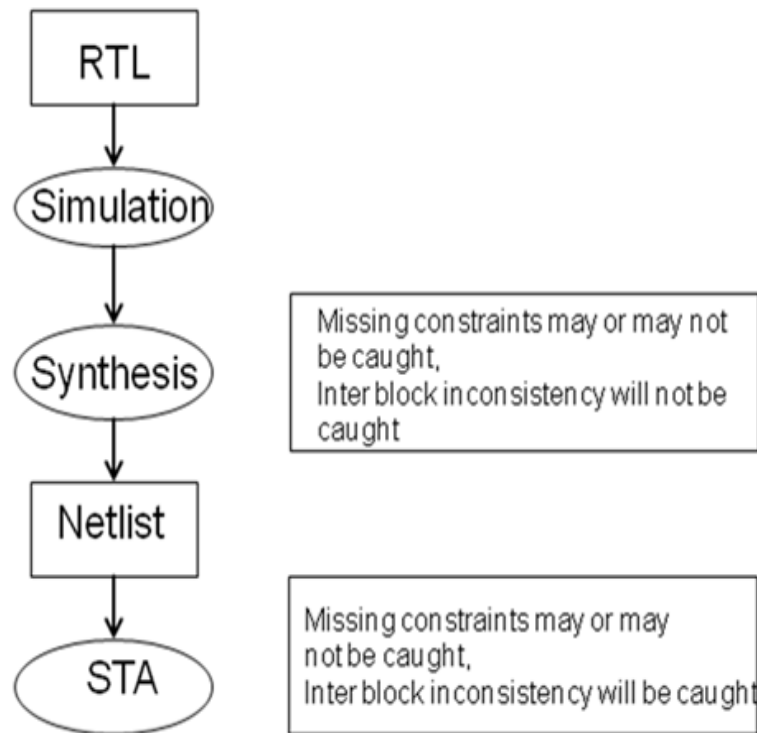 RTL
Simulation
Synthesis
Missing constraints may or may not
be caught,
Inter block inconsistency will not be
caught
Netlist
Missing constraints may or may
not be caught,
Inter block inconsistency will be caught
STA